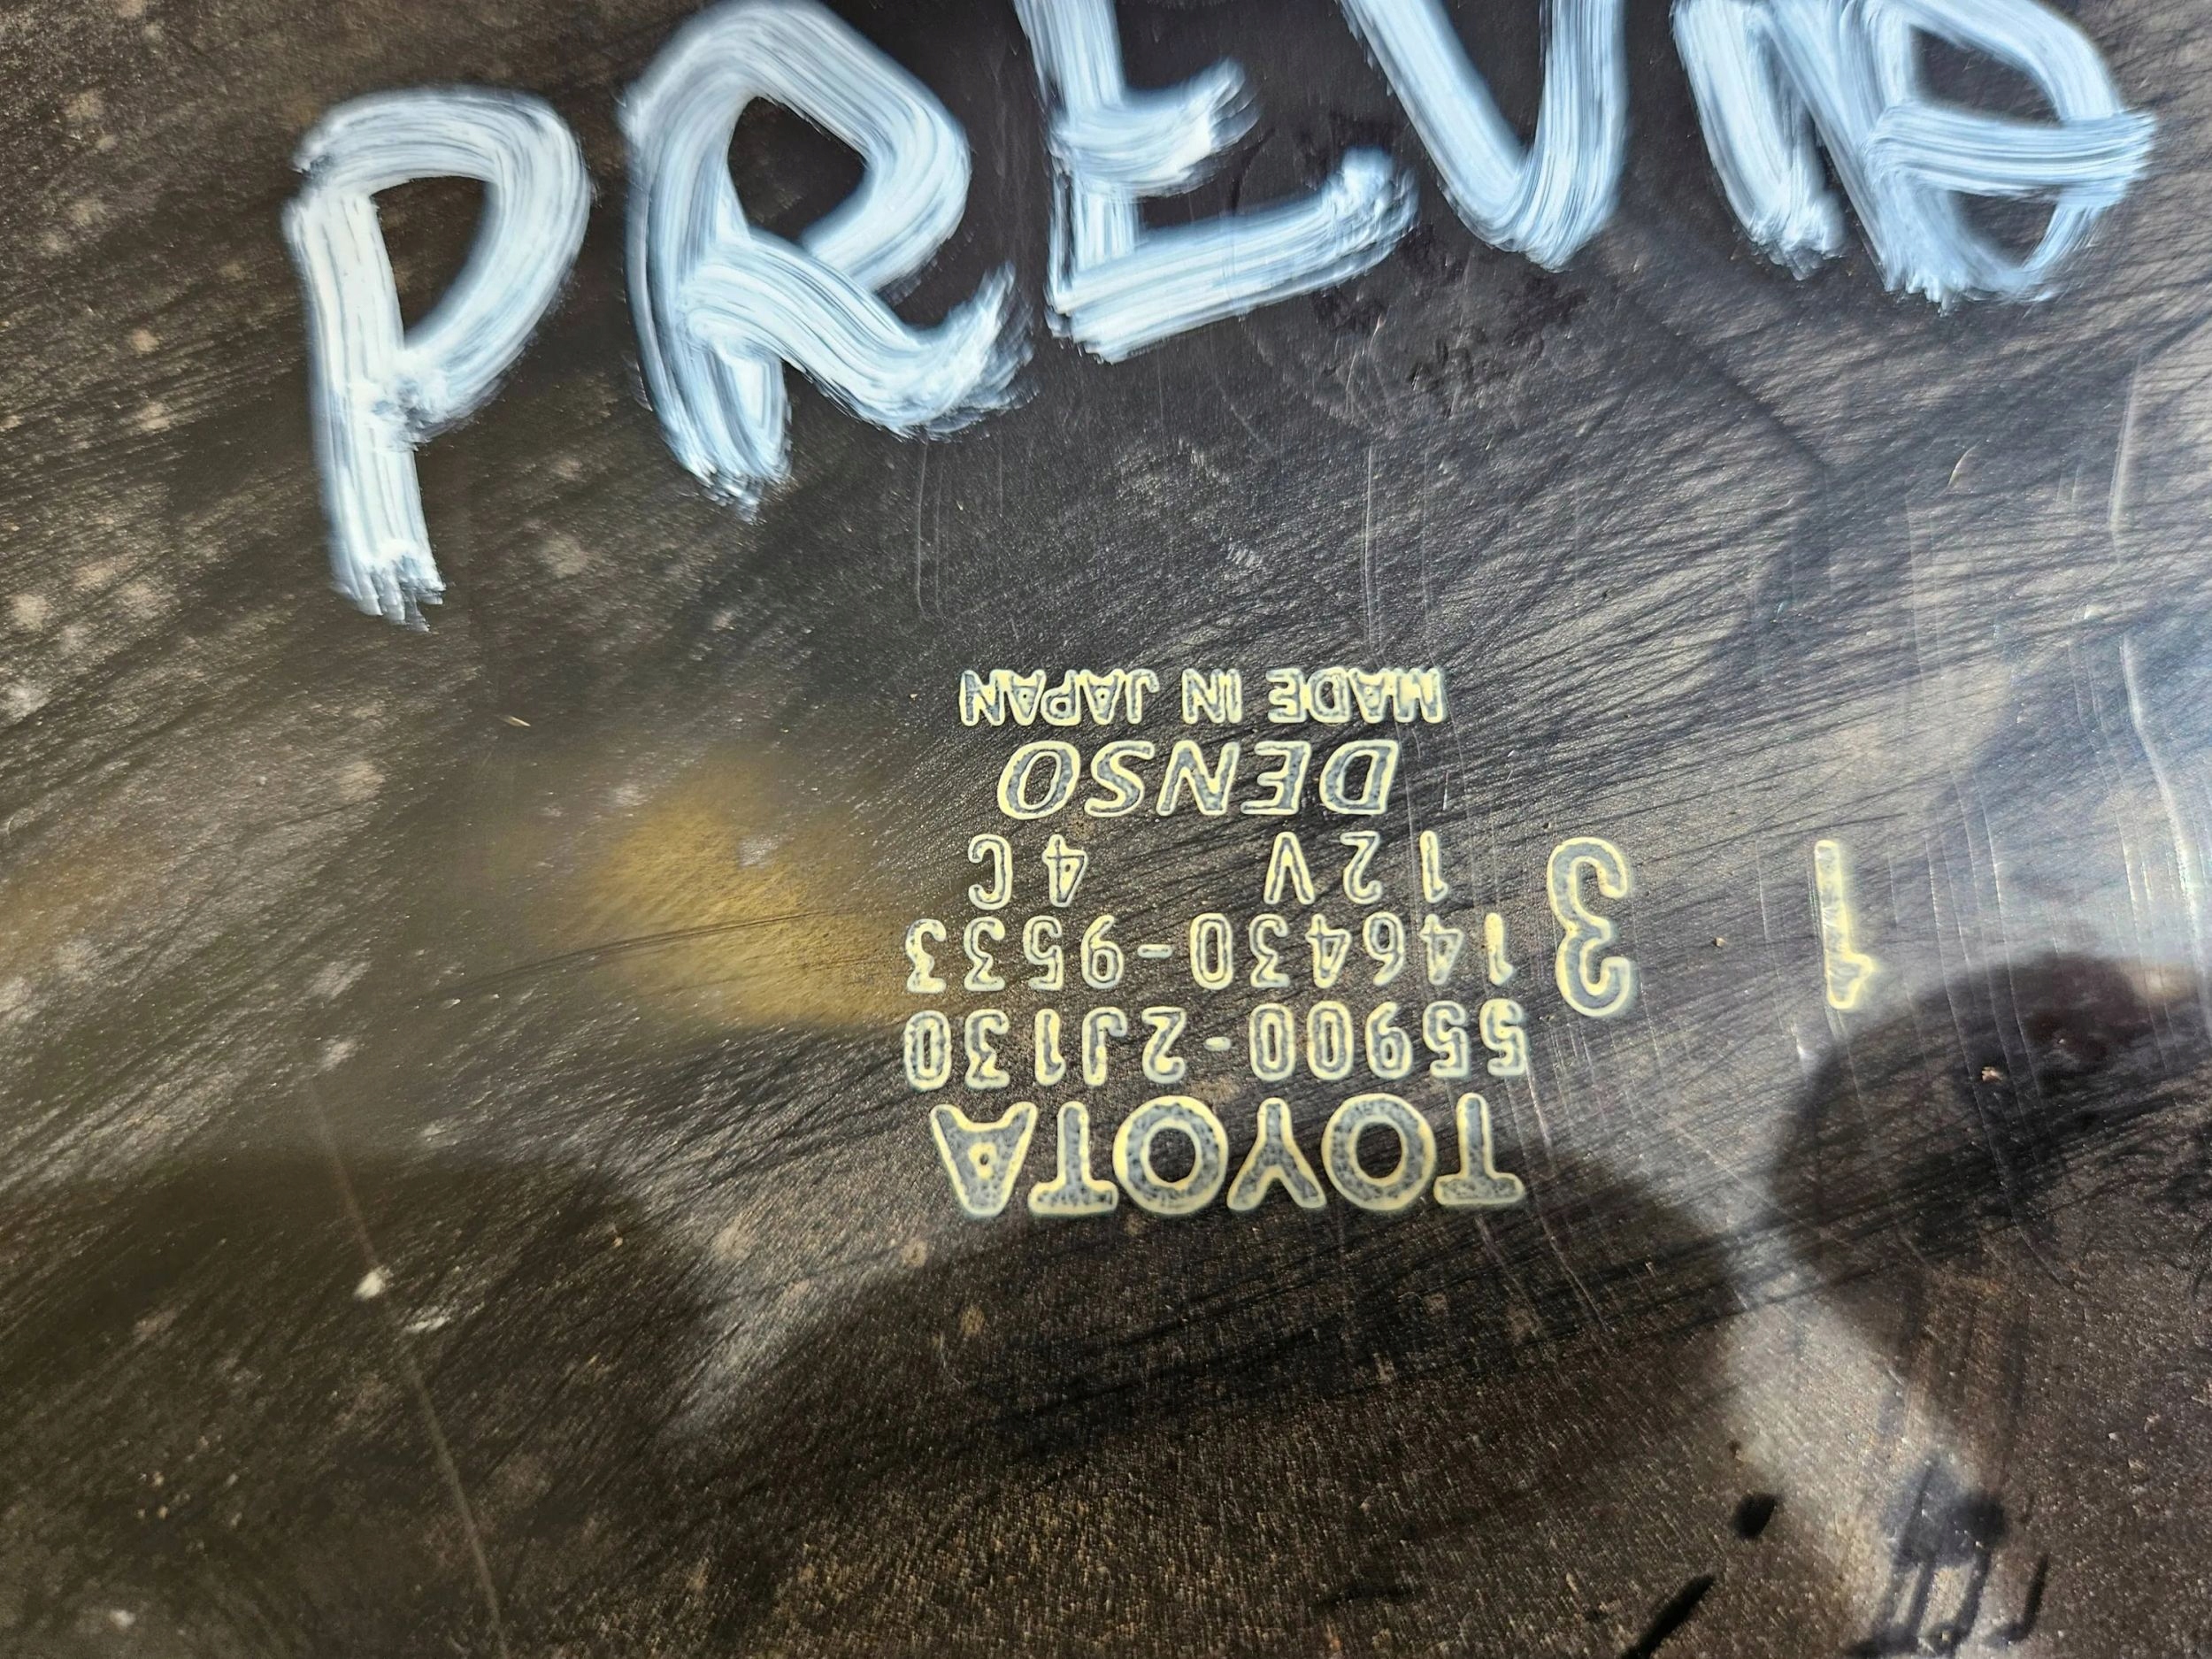 PREVIA
TOYOTA
55900-2J130
146430-9533
12V 4C
DENSO
MADE IN JAPAN
1 3